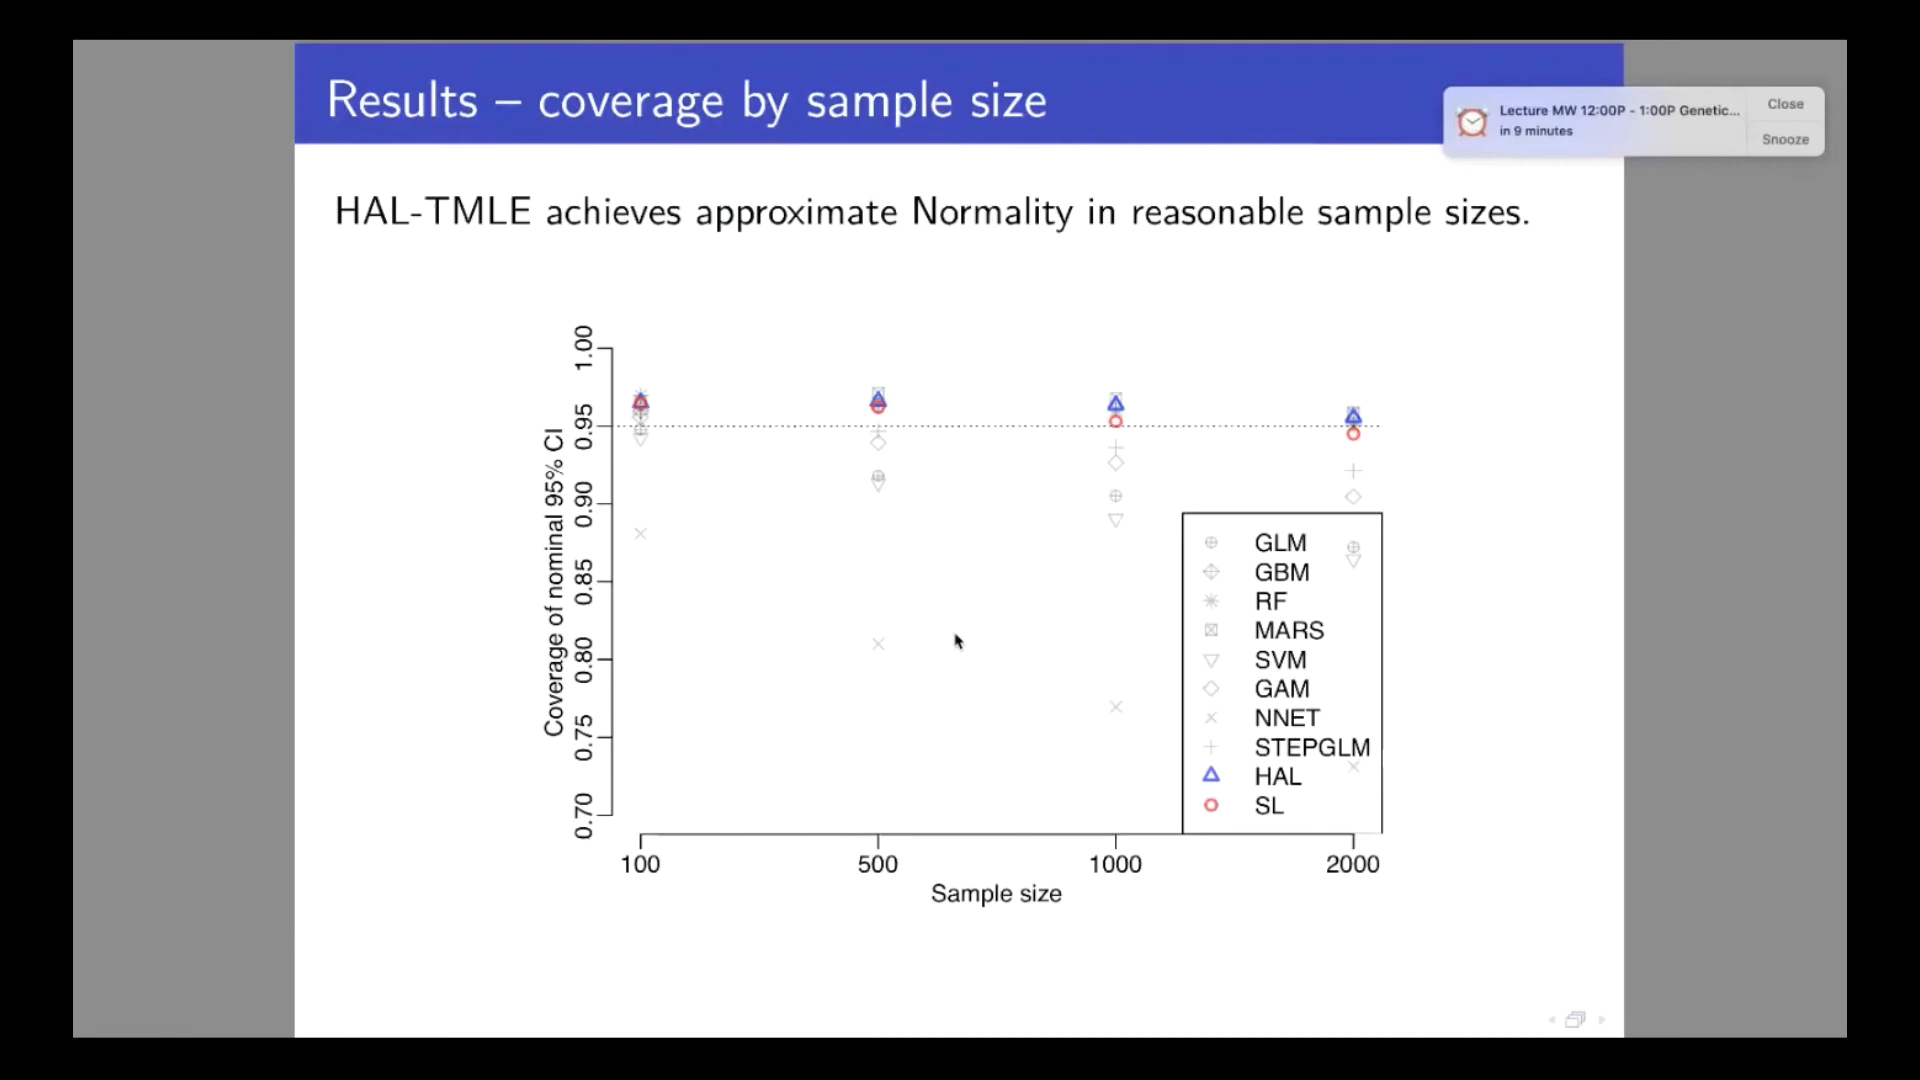 Results – coverage by sample size
Lecture MW 12:00P - 1:00P Genetic...
in 9 minutes
Close
Snooze
HAL-TMLE achieves approximate Normality in reasonable sample sizes.
Coverage of nominal 95% CI
1.00
0.95
0.90
0.85
0.80
0.75
0.70
GLM
GBM
RF
MARS
SVM
GAM
NNET
STEPGLM
HAL
SL
100 500 1000 2000
Sample size